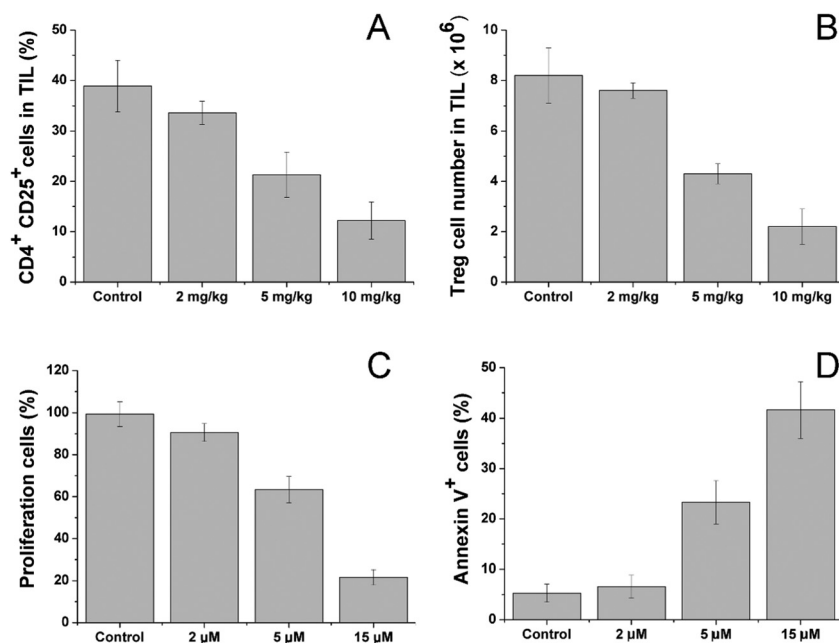 A
CD4+ CD25+ cells in TIL (%)
50
40
30
20
10
0
Control 2 mg/kg 5 mg/kg 10 mg/kg
B
Treg cell number in TIL (x 10^6)
10
8
6
4
2
0
Control 2 mg/kg 5 mg/kg 10 mg/kg
C
Proliferation cells (%)
120
100
80
60
40
20
0
Control 2 µM 5 µM 15 µM
D
Annexin V+ cells (%)
50
40
30
20
10
0
Control 2 µM 5 µM 15 µM